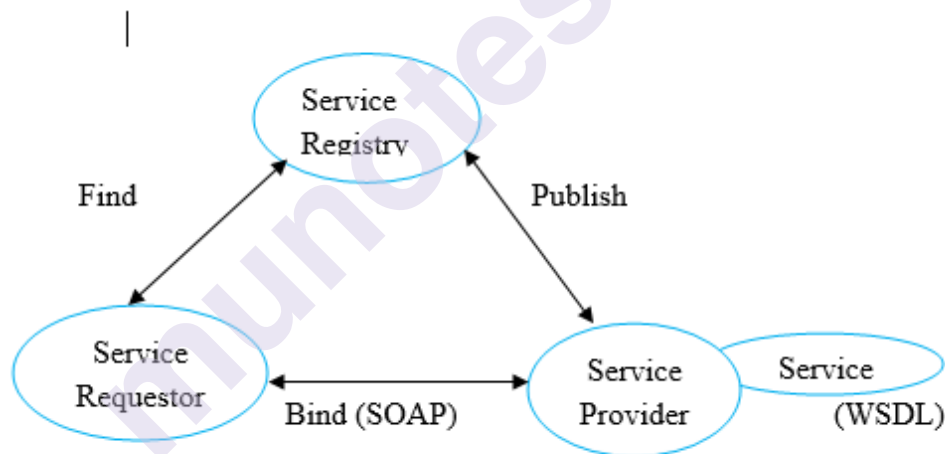 Service
Registry
Find
Publish
Service
Requestor
Bind (SOAP)
Service
Provider
Service
(WSDL)
munotes